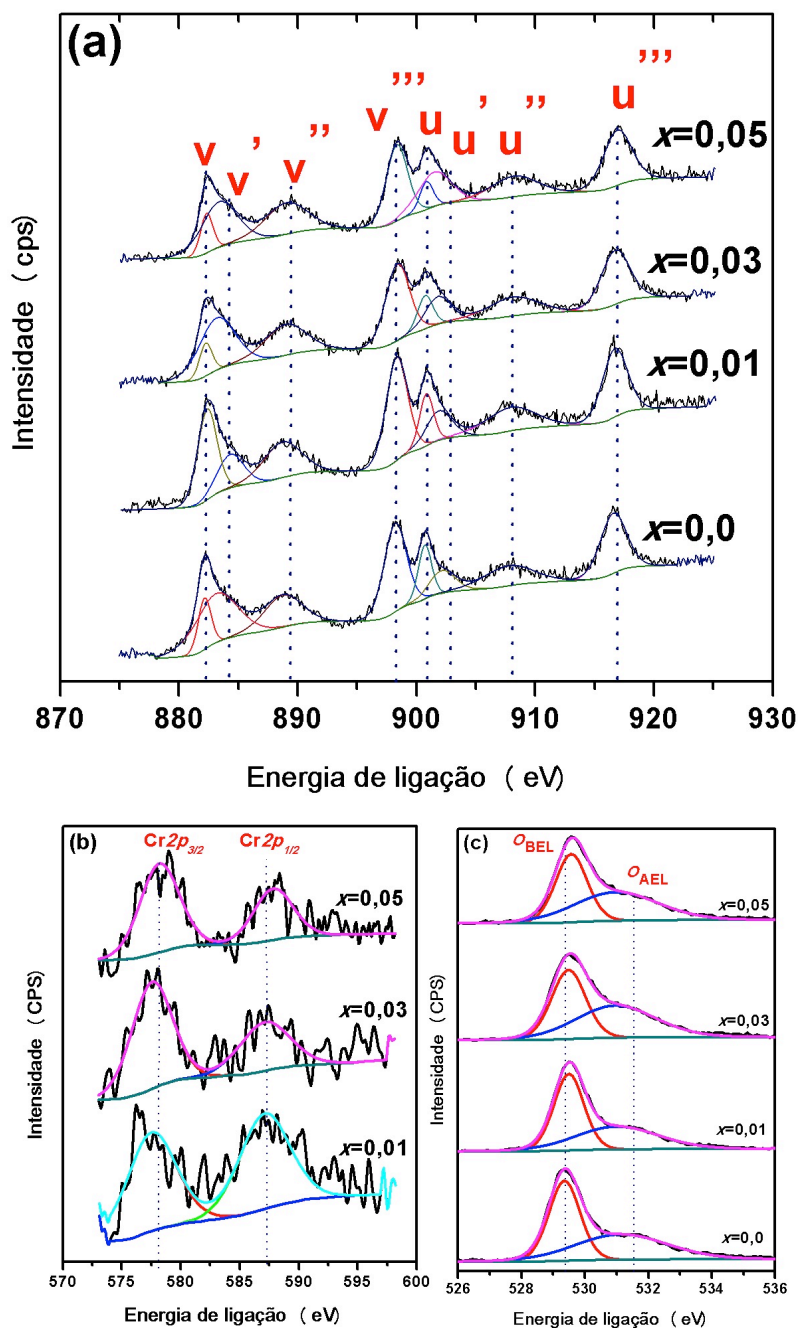 (a)
v v’ v’’ v’’’ u u’ u’’ u’’’
x=0,05
x=0,03
x=0,01
x=0,0
Intensidade (cps)
870 880 890 900 910 920 930
Energia de ligação (eV)
(b)
Cr2p3/2 Cr2p1/2
x=0,05
x=0,03
x=0,01
Intensidade (CPS)
570 575 580 585 590 595 600
Energia de ligação (eV)
(c)
OBEL
OAEL
x=0,05
x=0,03
x=0,01
x=0,0
Intensidade (CPS)
526 528 530 532 534 536
Energia de ligação (eV)